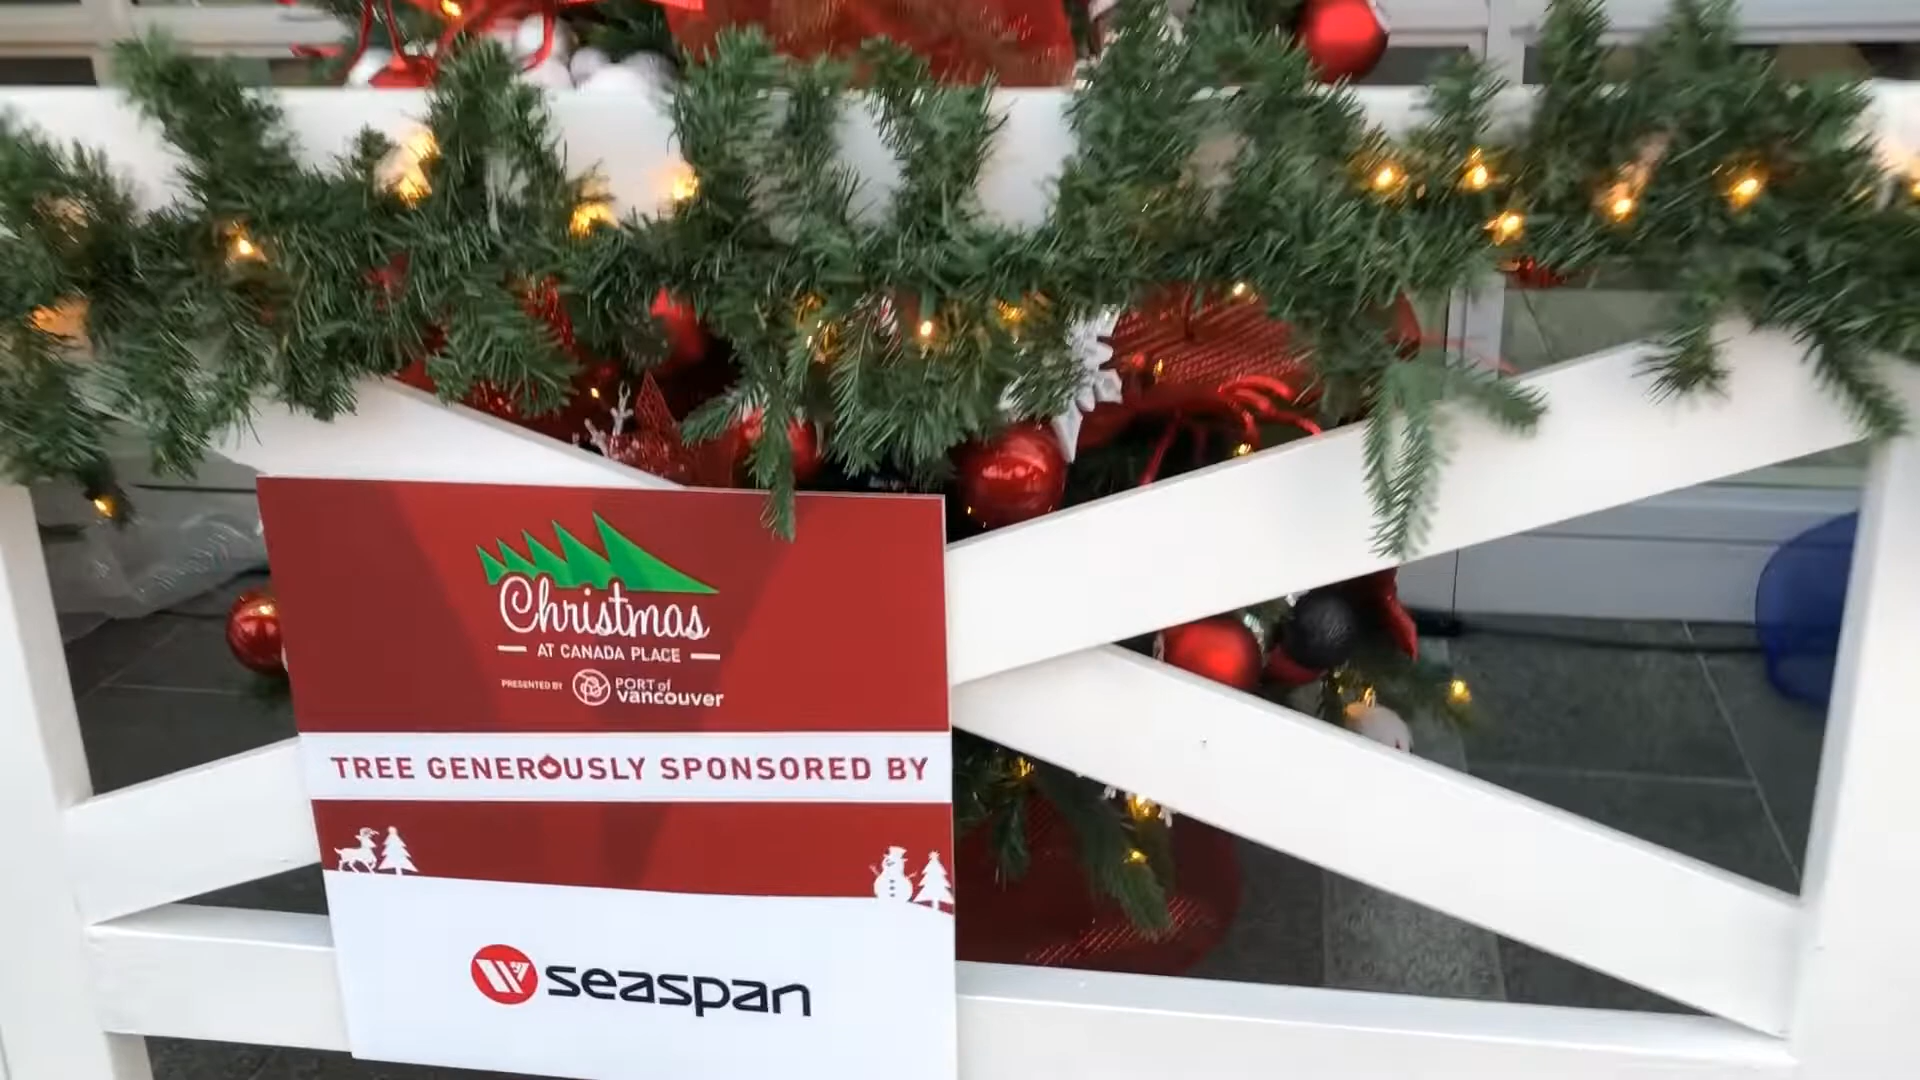 Christmas
AT CANADA PLACE
PRESENTED BY PORT of vancouver
TREE GENEROUSLY SPONSORED BY
seaspan